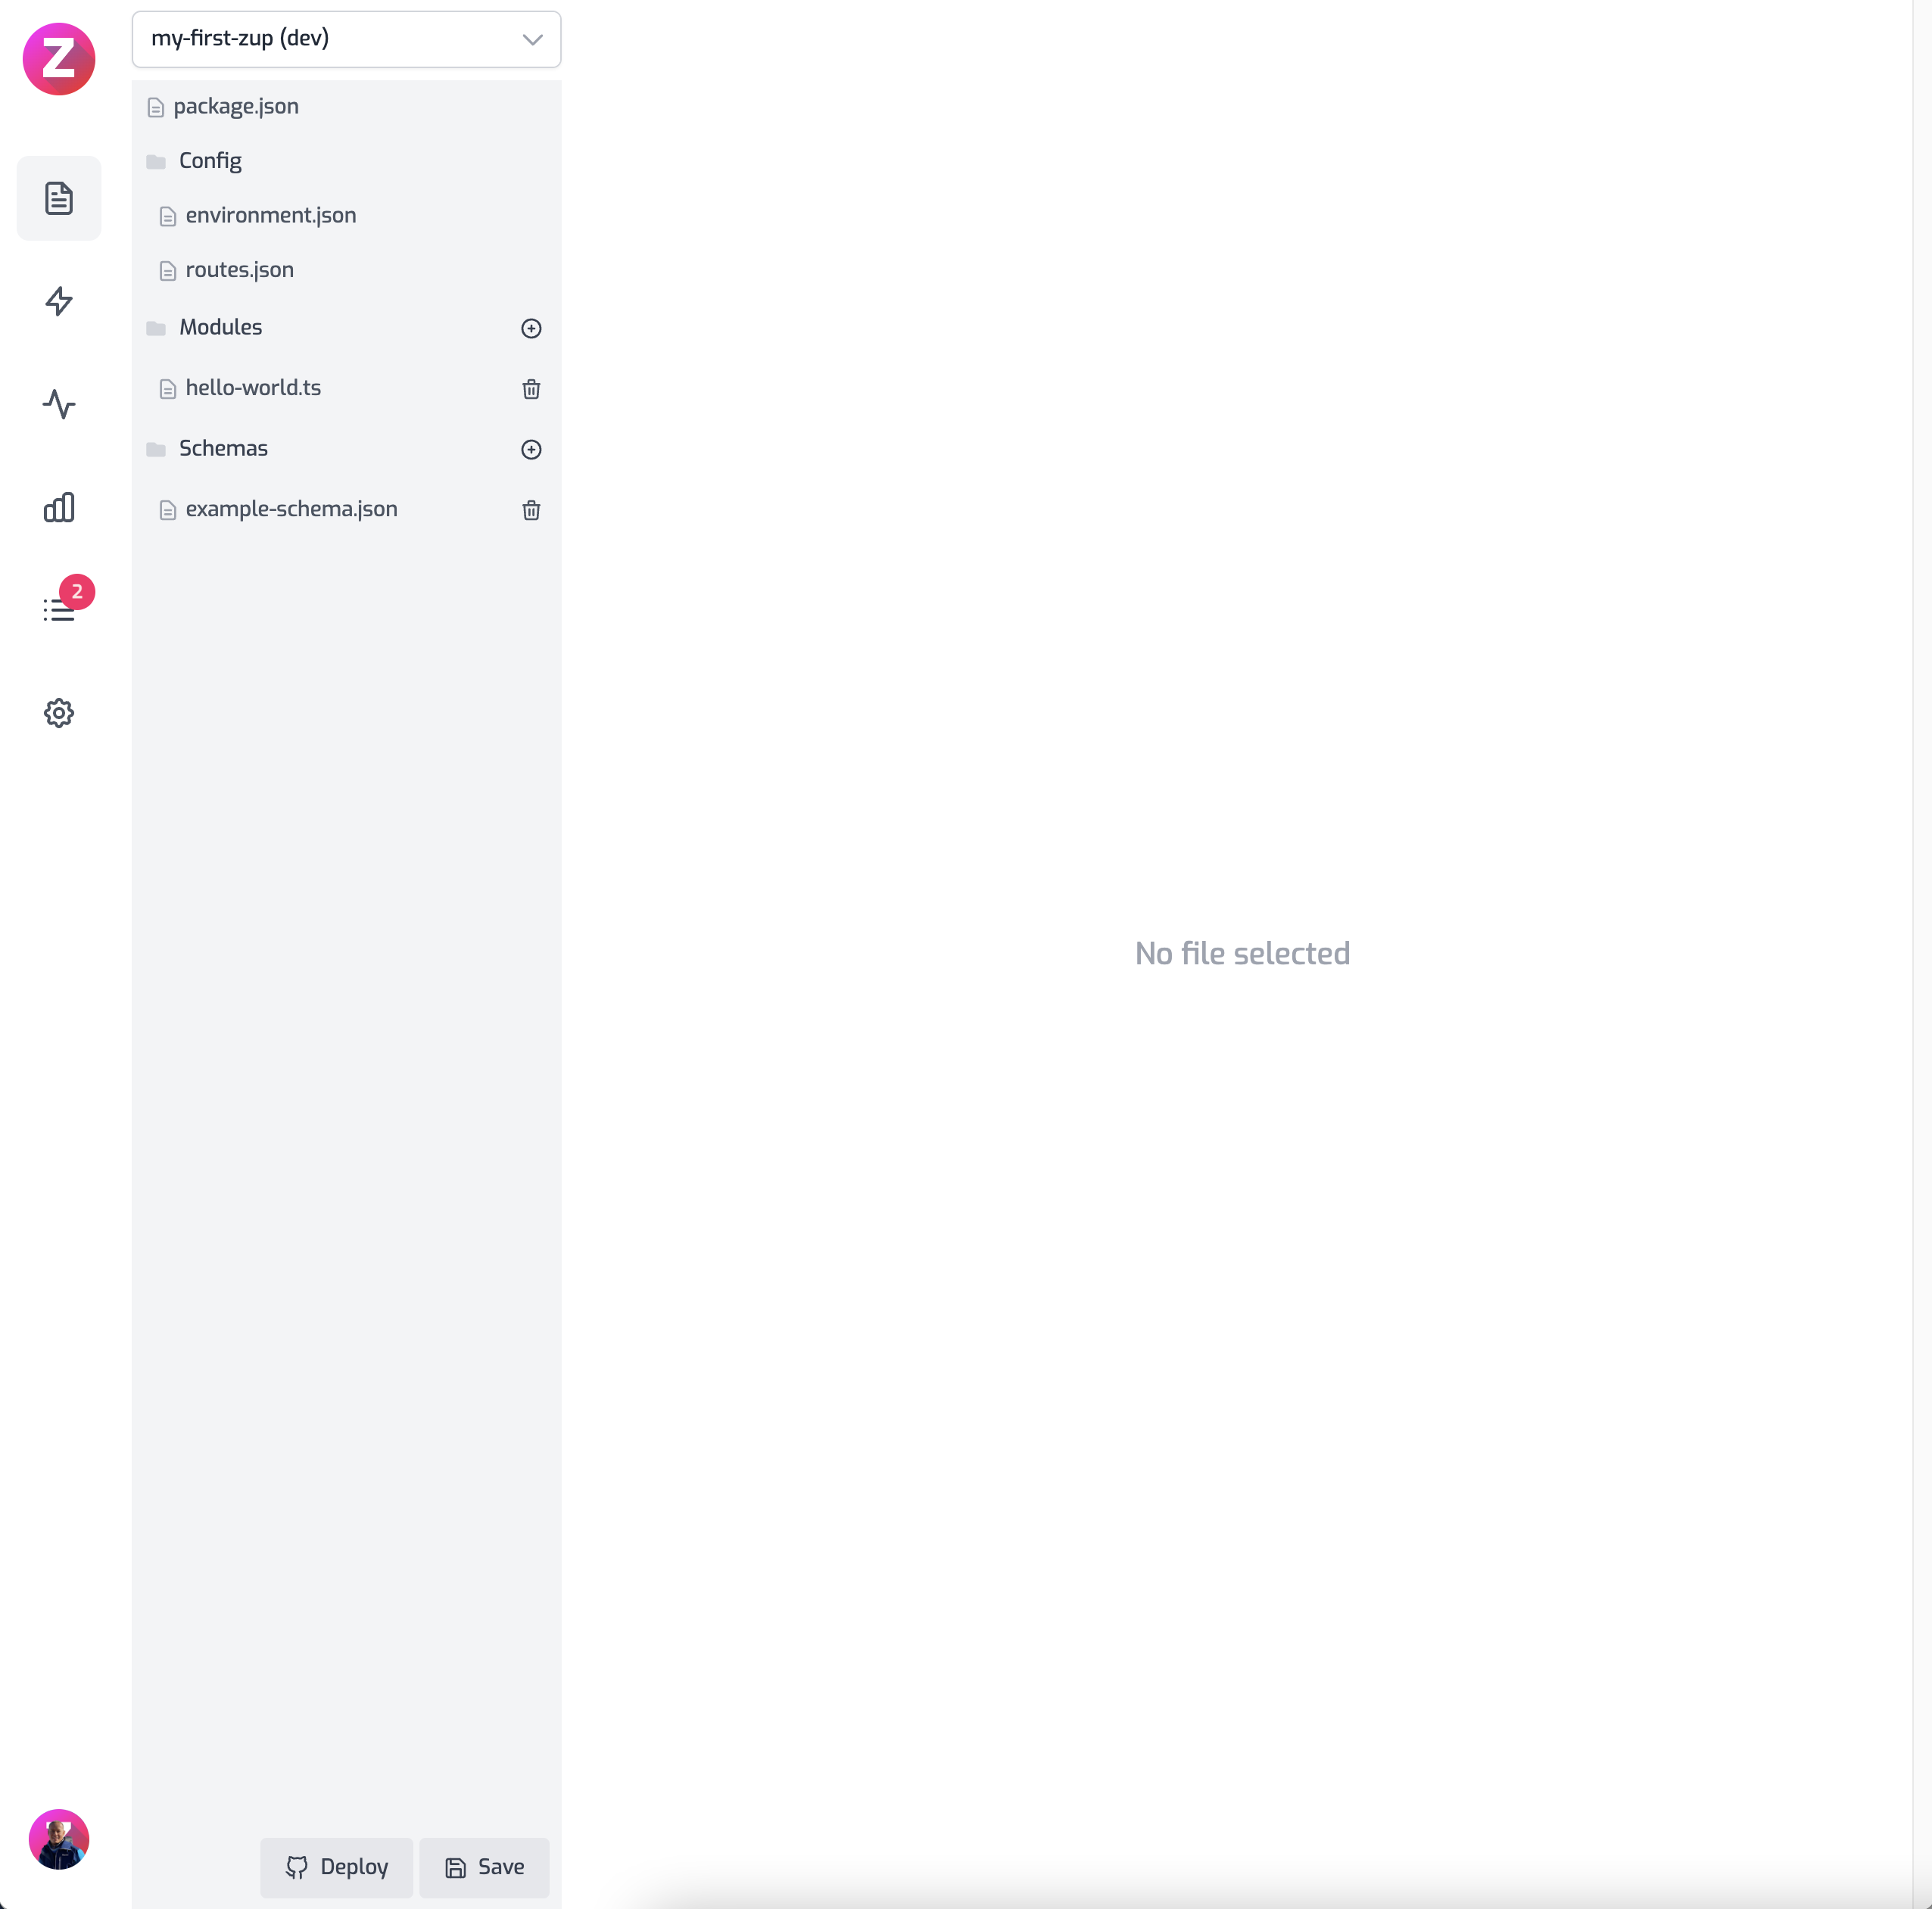 Z
my-first-zup (dev)
package.json
Config
environment.json
routes.json
Modules
hello-world.ts
Schemas
example-schema.json
2
No file selected
Deploy
Save